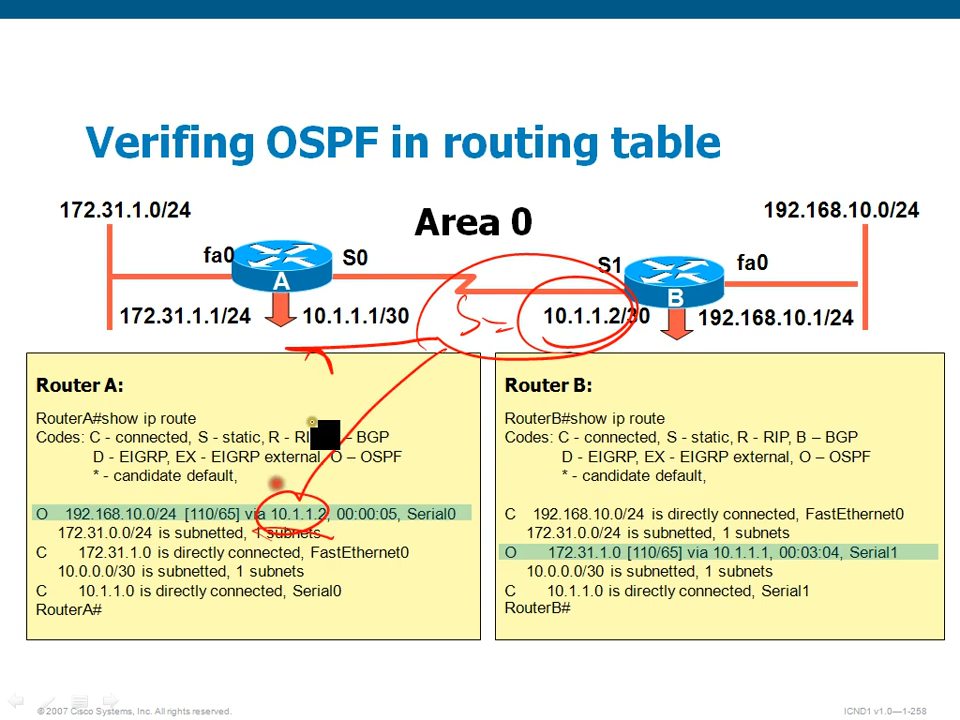 Verifing OSPF in routing table
172.31.1.0/24
Area 0
192.168.10.0/24
fa0
A
S0
S1
B
fa0
172.31.1.1/24
10.1.1.1/30
S
10.1.1.2/30
192.168.10.1/24
Router A:
RouterA#show ip route
Codes: C - connected, S - static, R - – BGP
D - EIGRP, EX - EIGRP external, O – OSPF
* - candidate default,
O 192.168.10.0/24 [110/65] via 10.1.1.2, 00:00:05, Serial0
172.31.0.0/24 is subnetted, 1 subnets
C 172.31.1.0 is directly connected, FastEthernet0
10.0.0.0/30 is subnetted, 1 subnets
C 10.1.1.0 is directly connected, Serial0
RouterA#
Router B:
RouterB#show ip route
Codes: C - connected, S - static, R - RIP, B – BGP
D - EIGRP, EX - EIGRP external, O – OSPF
* - candidate default,
C 192.168.10.0/24 is directly connected, FastEthernet0
172.31.0.0/24 is subnetted, 1 subnets
O 172.31.1.0 [110/65] via 10.1.1.1, 00:03:04, Serial1
10.0.0.0/30 is subnetted, 1 subnets
C 10.1.1.0 is directly connected, Serial1
RouterB#
© 2007 Cisco Systems, Inc. All rights reserved.
ICND1 v1.0—1-258